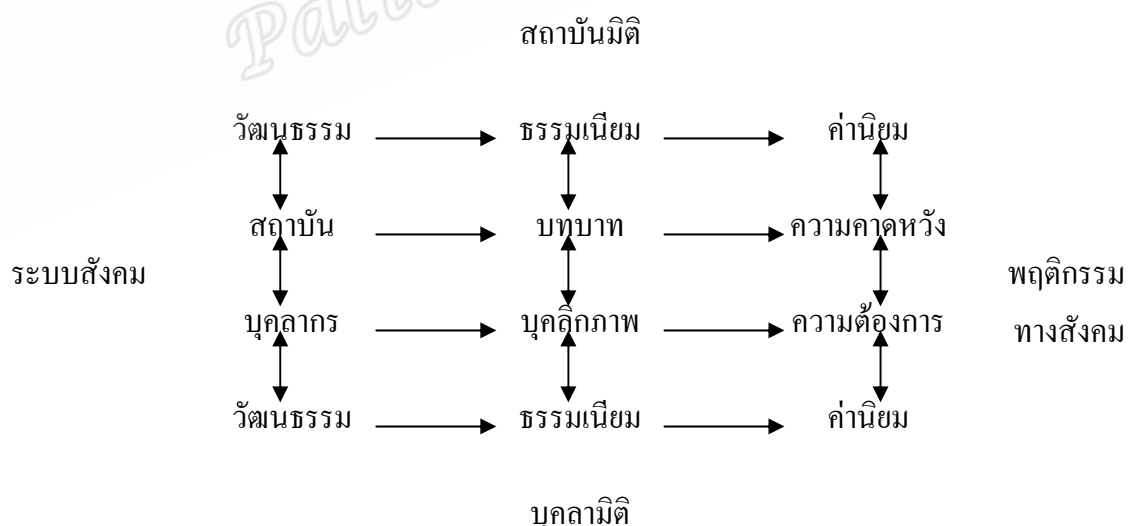 สถาบันมิติ
วัฒนธรรม ธรรมเนียม ค่านิยม
สถาบัน บทบาท ความคาดหวัง
ระบบสังคม พฤติกรรม
บุคลากร บุคลิกภาพ ความต้องการ
ทางสังคม
วัฒนธรรม ธรรมเนียม ค่านิยม
บุคลามิติ